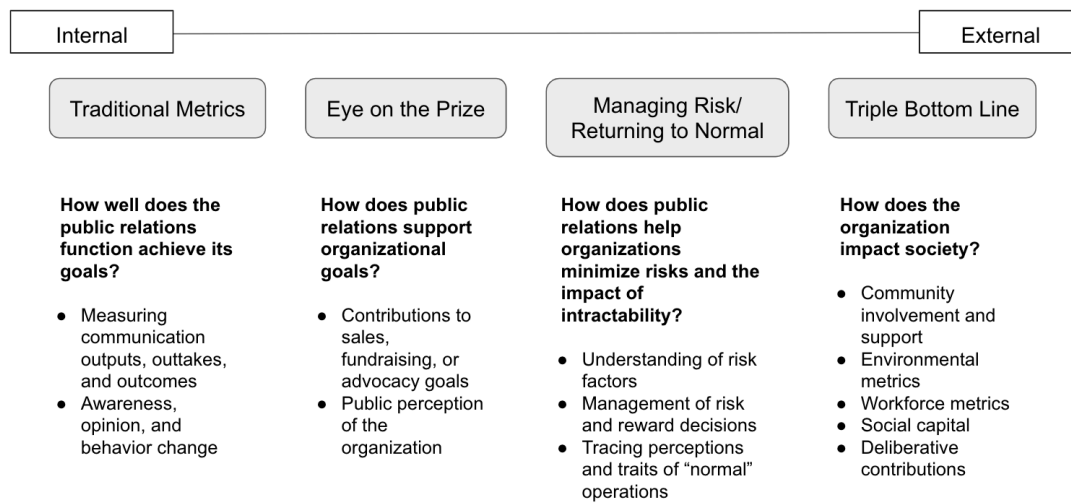 Internal
External
Traditional Metrics
Eye on the Prize
Managing Risk/
Returning to Normal
Triple Bottom Line
How well does the
public relations
function achieve its
goals?
● Measuring
communication
outputs, outtakes,
and outcomes
● Awareness,
opinion, and
behavior change
How does public
relations support
organizational
goals?
● Contributions to
sales,
fundraising, or
advocacy goals
● Public perception
of the
organization
How does public
relations help
organizations
minimize risks and the
impact of
intractability?
● Understanding of risk
factors
● Management of risk
and reward decisions
● Tracing perceptions
and traits of “normal”
operations
How does the
organization
impact society?
● Community
involvement and
support
● Environmental
metrics
● Workforce metrics
● Social capital
● Deliberative
contributions